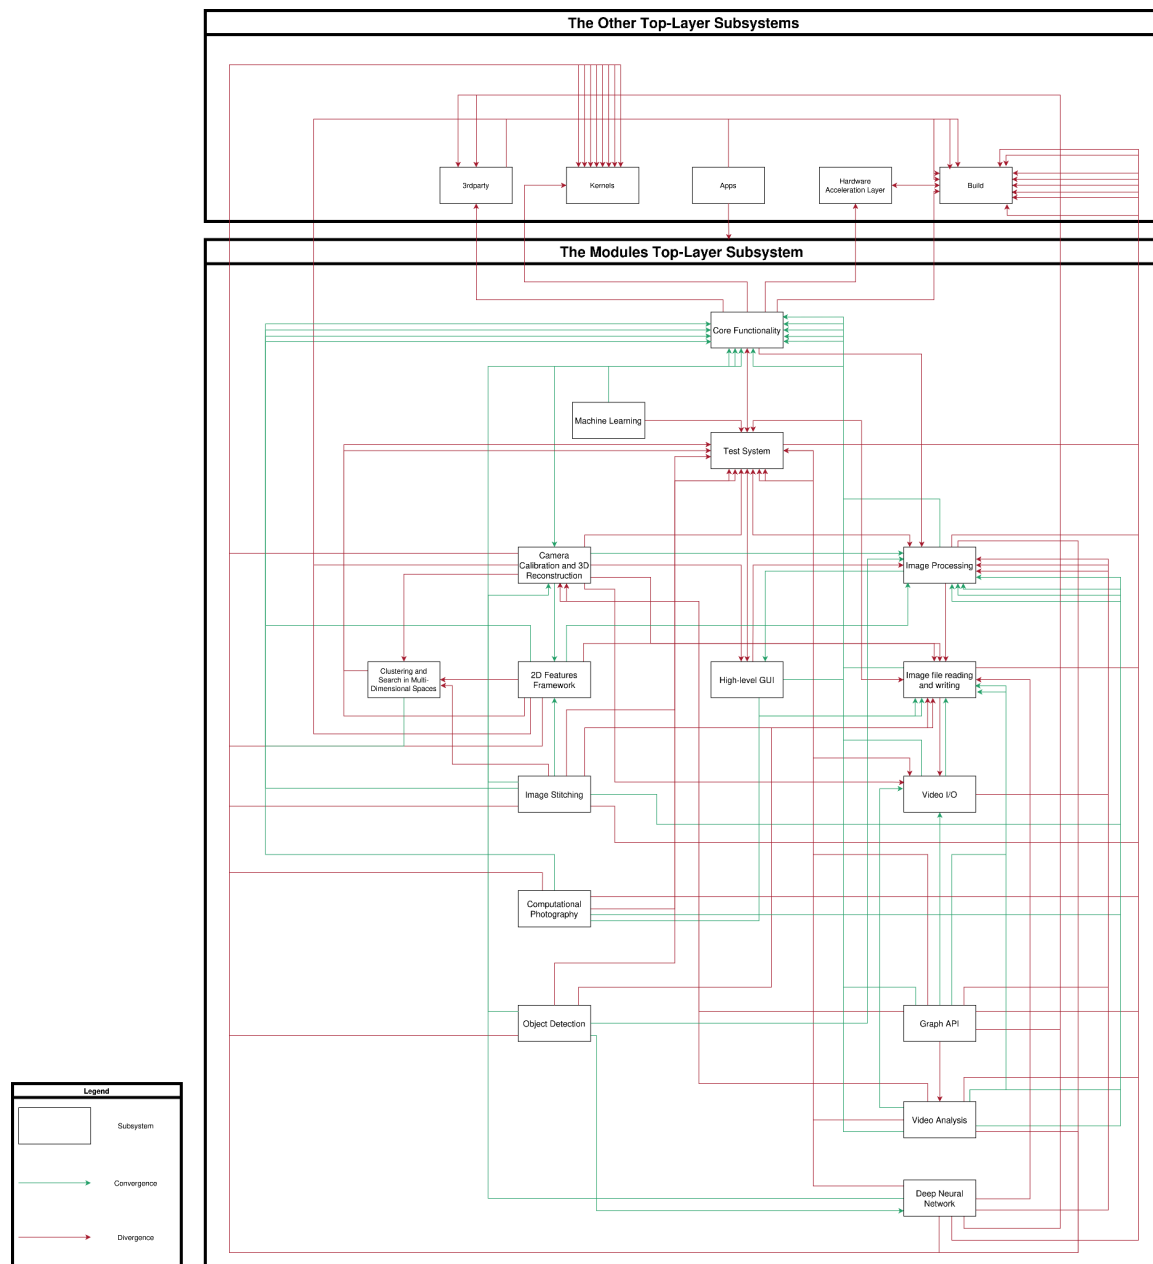 The Other Top-Layer Subsystems
3rdparty
Kernels
Apps
Hardware
Acceleration Layer
Build
The Modules Top-Layer Subsystem
Core Functionality
Machine Learning
Test System
Camera
Calibration and 3D
Reconstruction
Image Processing
Clustering and
Search in Multi-
Dimensional Spaces
2D Features
Framework
High-level GUI
Image file reading
and writing
Image Stitching
Video I/O
Computational
Photography
Object Detection
Graph API
Video Analysis
Deep Neural
Network
Legend
Subsystem
Convergence
Divergence